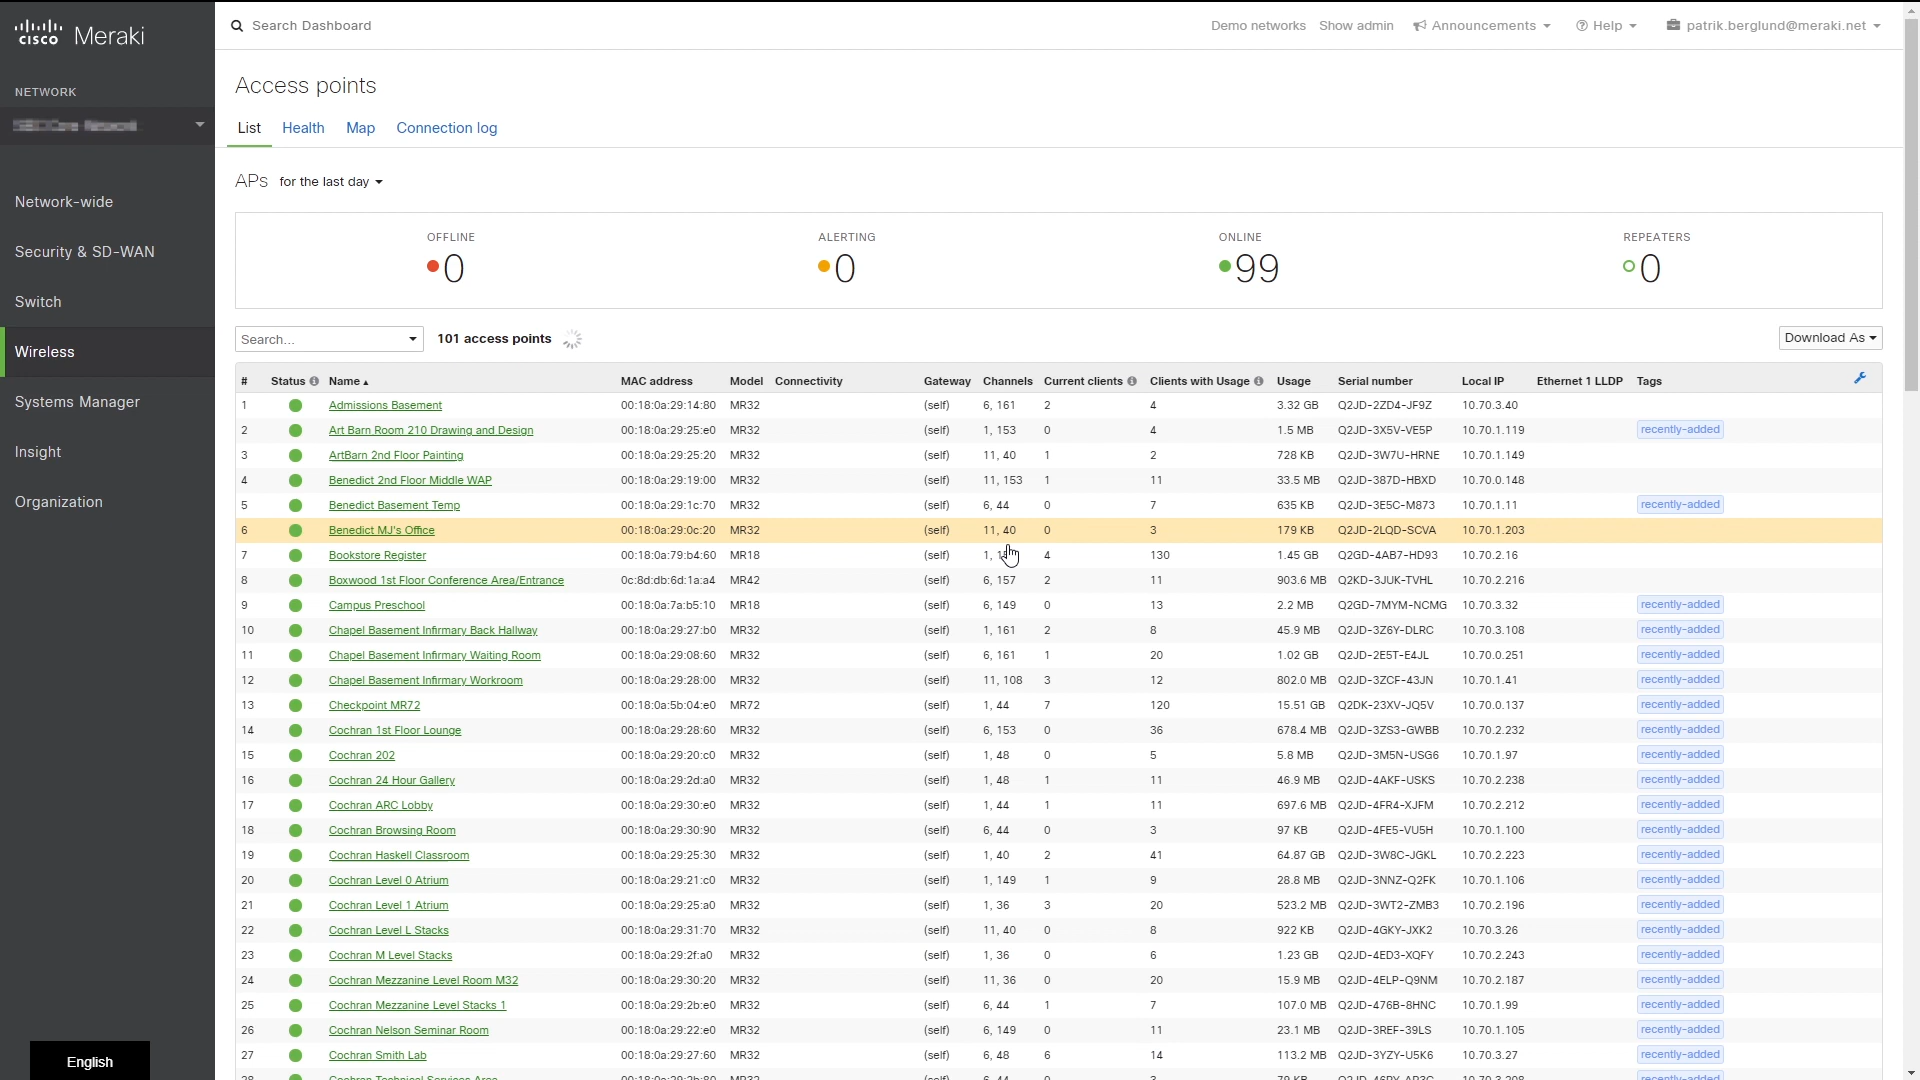 CISCO Meraki
Search Dashboard
Demo networks Show admin Announcements Help patrik.berglund@meraki.net
NETWORK
Network-wide
Security & SD-WAN
Switch
Wireless
Systems Manager
Insight
Organization
English
Access points
List Health Map Connection log
APs for the last day
OFFLINE ALERTING ONLINE REPEATERS
0 0 99 0
Search... 101 access points Download As
# Status Name MAC address Model Connectivity Gateway Channels Current clients Clients with Usage Usage Serial number Local IP Ethernet 1 LLDP Tags
1 Admissions Basement 00:18:0a:29:14:80 MR32 (self) 6, 161 2 4 3.32 GB Q2JD-2ZD4-JF9Z 10.70.3.40
2 Art Barn Room 210 Drawing and Design 00:18:0a:29:25:e0 MR32 (self) 1, 153 0 4 1.5 MB Q2JD-3X5V-VE5P 10.70.1.119 recently-added
3 ArtBarn 2nd Floor Painting 00:18:0a:29:25:20 MR32 (self) 11, 40 1 2 728 KB Q2JD-3W7U-HRNE 10.70.1.149
4 Benedict 2nd Floor Middle WAP 00:18:0a:29:19:00 MR32 (self) 11, 153 1 11 33.5 MB Q2JD-387D-HBXD 10.70.0.148
5 Benedict Basement Temp 00:18:0a:29:1c:70 MR32 (self) 6, 44 0 7 635 KB Q2JD-3E5C-M873 10.70.1.11 recently-added
6 Benedict MJ's Office 00:18:0a:29:0c:20 MR32 (self) 11, 40 0 3 179 KB Q2JD-2LQD-SCVA 10.70.1.203
7 Bookstore Register 00:18:0a:79:b4:60 MR18 (self) 1, 4 130 1.45 GB Q2GD-4AB7-HD93 10.70.2.16
8 Boxwood 1st Floor Conference Area/Entrance 0c:8d:db:6d:1a:a4 MR42 (self) 6, 157 2 11 903.6 MB Q2KD-3JUK-TVHL 10.70.2.216
9 Campus Preschool 00:18:0a:7a:b5:10 MR18 (self) 6, 149 0 13 2.2 MB Q2GD-7MYM-NCMG 10.70.3.32 recently-added
10 Chapel Basement Infirmary Back Hallway 00:18:0a:29:27:b0 MR32 (self) 1, 161 2 8 45.9 MB Q2JD-3Z6Y-DLRC 10.70.3.108 recently-added
11 Chapel Basement Infirmary Waiting Room 00:18:0a:29:08:60 MR32 (self) 6, 161 1 20 1.02 GB Q2JD-2E5T-E4JL 10.70.0.251 recently-added
12 Chapel Basement Infirmary Workroom 00:18:0a:29:28:00 MR32 (self) 11, 108 3 12 802.0 MB Q2JD-3ZCF-43JN 10.70.1.41 recently-added
13 Checkpoint MR72 00:18:0a:5b:04:e0 MR72 (self) 1, 44 7 120 15.51 GB Q2DK-23XV-JQ5V 10.70.0.137 recently-added
14 Cochran 1st Floor Lounge 00:18:0a:29:28:60 MR32 (self) 6, 153 0 36 678.4 MB Q2JD-3ZS3-GWBB 10.70.2.232 recently-added
15 Cochran 202 00:18:0a:29:20:c0 MR32 (self) 1, 48 0 5 5.8 MB Q2JD-3M5N-USG6 10.70.1.97 recently-added
16 Cochran 24 Hour Gallery 00:18:0a:29:2d:a0 MR32 (self) 1, 48 1 11 46.9 MB Q2JD-4AKF-USKS 10.70.2.238 recently-added
17 Cochran ARC Lobby 00:18:0a:29:30:e0 MR32 (self) 1, 44 1 11 697.6 MB Q2JD-4FR4-XJFM 10.70.2.212 recently-added
18 Cochran Browsing Room 00:18:0a:29:30:90 MR32 (self) 6, 44 0 3 97 KB Q2JD-4FE5-VU5H 10.70.1.100 recently-added
19 Cochran Haskell Classroom 00:18:0a:29:25:30 MR32 (self) 1, 40 2 41 64.87 GB Q2JD-3W8C-JGKL 10.70.2.223 recently-added
20 Cochran Level 0 Atrium 00:18:0a:29:21:c0 MR32 (self) 1, 149 1 9 28.8 MB Q2JD-3NNZ-Q2FK 10.70.1.106 recently-added
21 Cochran Level 1 Atrium 00:18:0a:29:25:a0 MR32 (self) 1, 36 3 20 523.2 MB Q2JD-3WT2-ZMB3 10.70.2.196 recently-added
22 Cochran Level L Stacks 00:18:0a:29:31:70 MR32 (self) 11, 40 0 8 922 KB Q2JD-4GKY-JXK2 10.70.3.26 recently-added
23 Cochran M Level Stacks 00:18:0a:29:2f:a0 MR32 (self) 1, 36 0 6 1.23 GB Q2JD-4ED3-XQFY 10.70.2.243 recently-added
24 Cochran Mezzanine Level Room M32 00:18:0a:29:30:20 MR32 (self) 11, 36 0 20 15.9 MB Q2JD-4ELP-Q9NM 10.70.2.187 recently-added
25 Cochran Mezzanine Level Stacks 1 00:18:0a:29:2b:e0 MR32 (self) 6, 44 1 7 107.0 MB Q2JD-476B-8HNC 10.70.1.99 recently-added
26 Cochran Nelson Seminar Room 00:18:0a:29:22:e0 MR32 (self) 6, 149 0 11 23.1 MB Q2JD-3REF-39LS 10.70.1.105 recently-added
27 Cochran Smith Lab 00:18:0a:29:27:60 MR32 (self) 6, 48 6 14 113.2 MB Q2JD-3YZY-U5K6 10.70.3.27 recently-added